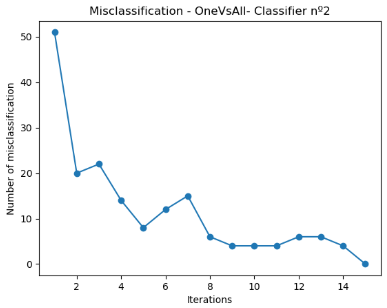 Misclassification - OneVsAll- Classifier nº2
Number of misclassification
50
40
30
20
10
0
2 4 6 8 10 12 14
Iterations